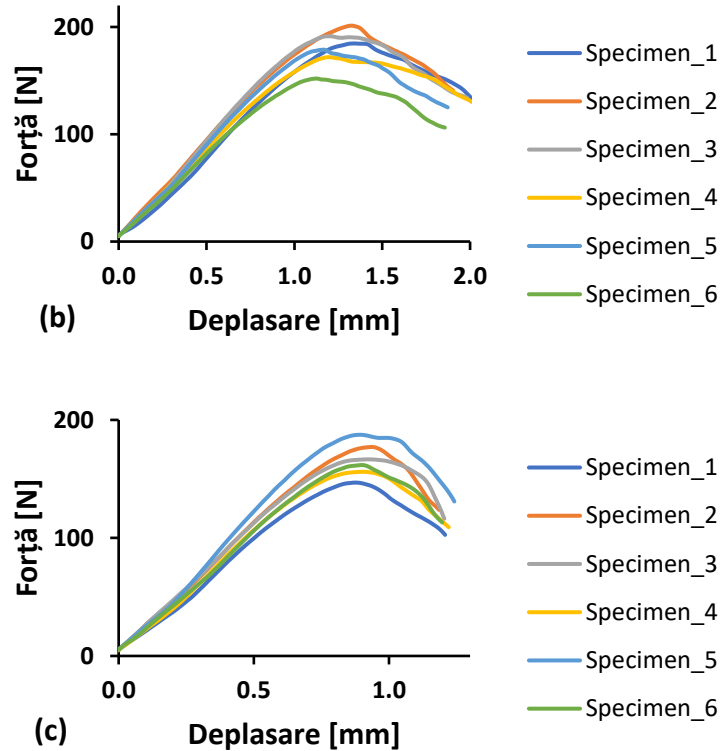 200
100
0
Forță [N]
0.0 0.5 1.0 1.5 2.0
(b)
Deplasare [mm]
Specimen_1
Specimen_2
Specimen_3
Specimen_4
Specimen_5
Specimen_6
200
100
0
Forță [N]
0.0 0.5 1.0
(c)
Deplasare [mm]
Specimen_1
Specimen_2
Specimen_3
Specimen_4
Specimen_5
Specimen_6